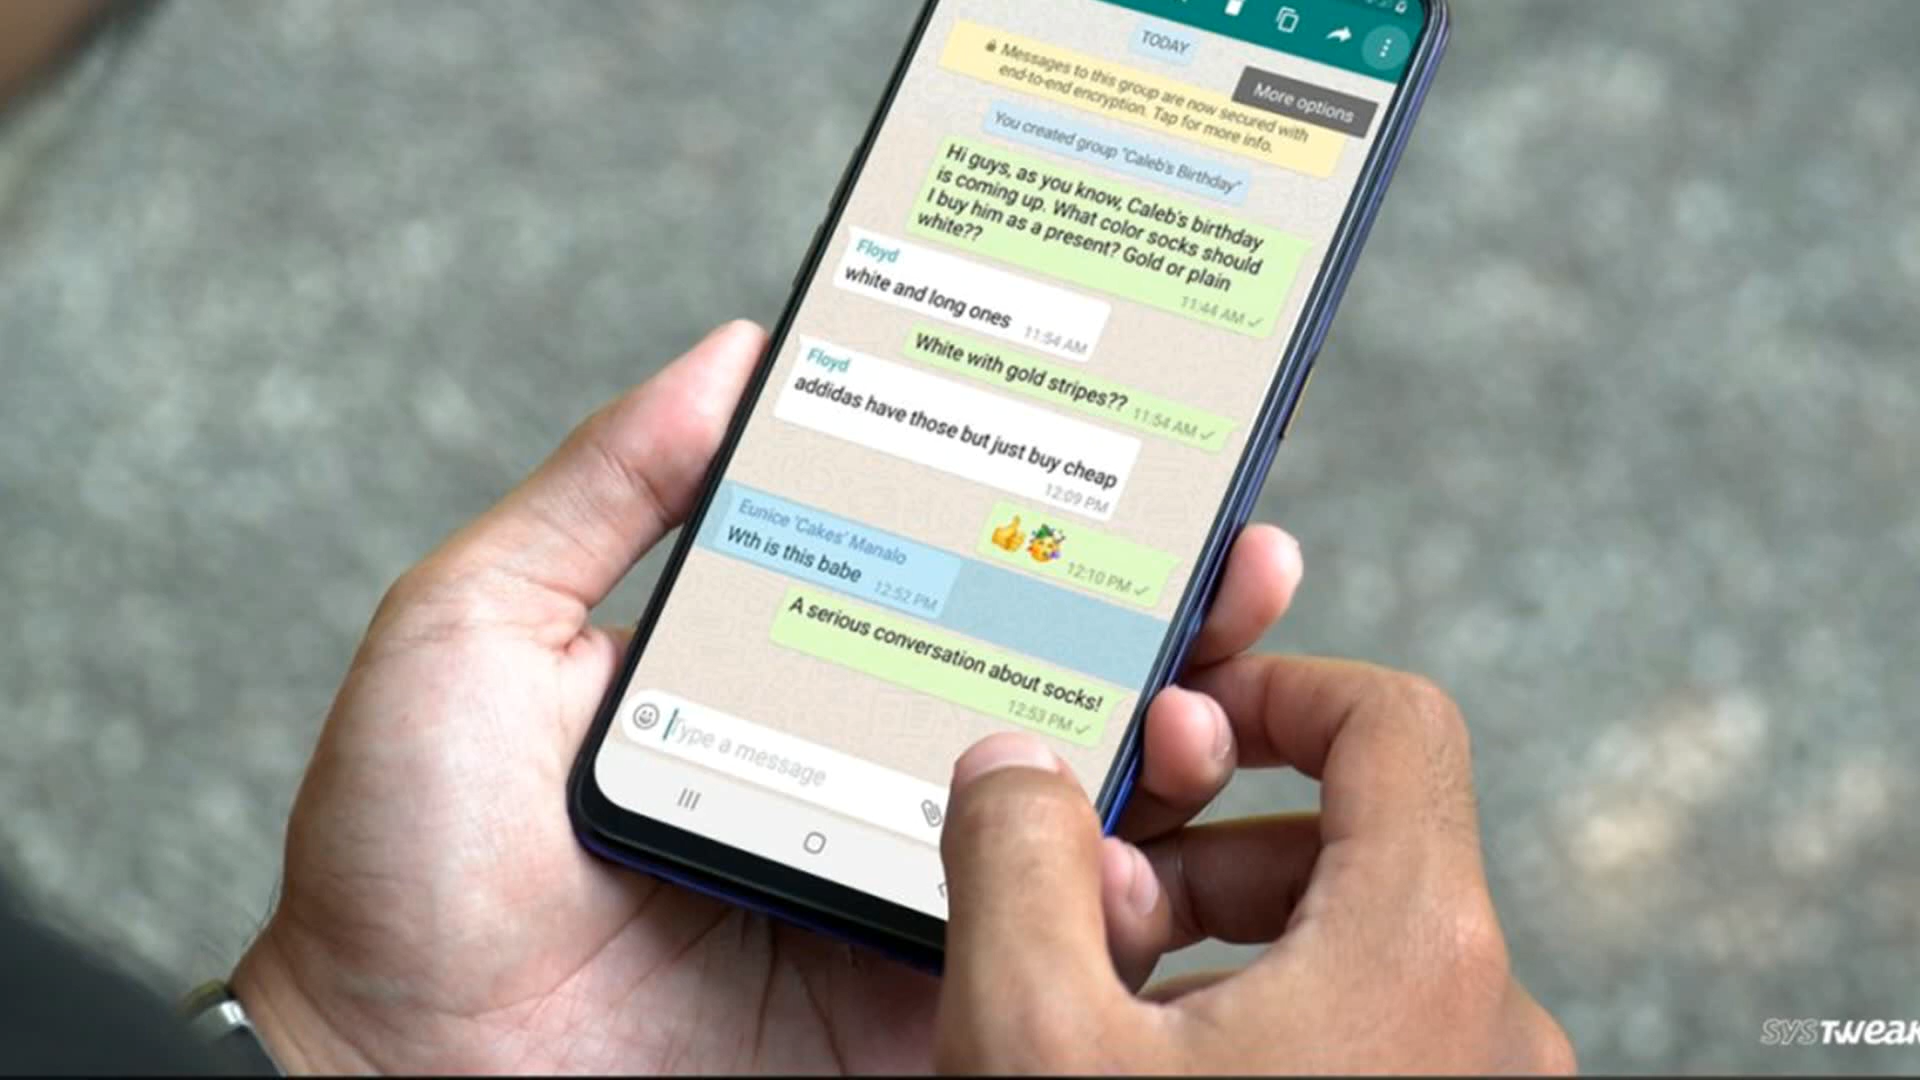 TODAY
More options
Messages to this group are now secured with
end-to-end encryption. Tap for more info.
You created group "Caleb's Birthday"
Hi guys, as you know, Caleb's birthday
is coming up. What color socks should
I buy him as a present? Gold or plain
white??
11:44 AM
Floyd
white and long ones 11:54 AM
White with gold stripes?? 11:54 AM
Floyd
addidas have those but just buy cheap
12:09 PM
12:10 PM
Eunice 'Cakes' Manalo
Wth is this babe 12:52 PM
A serious conversation about socks!
12:53 PM
Type a message
SYSTWEAK